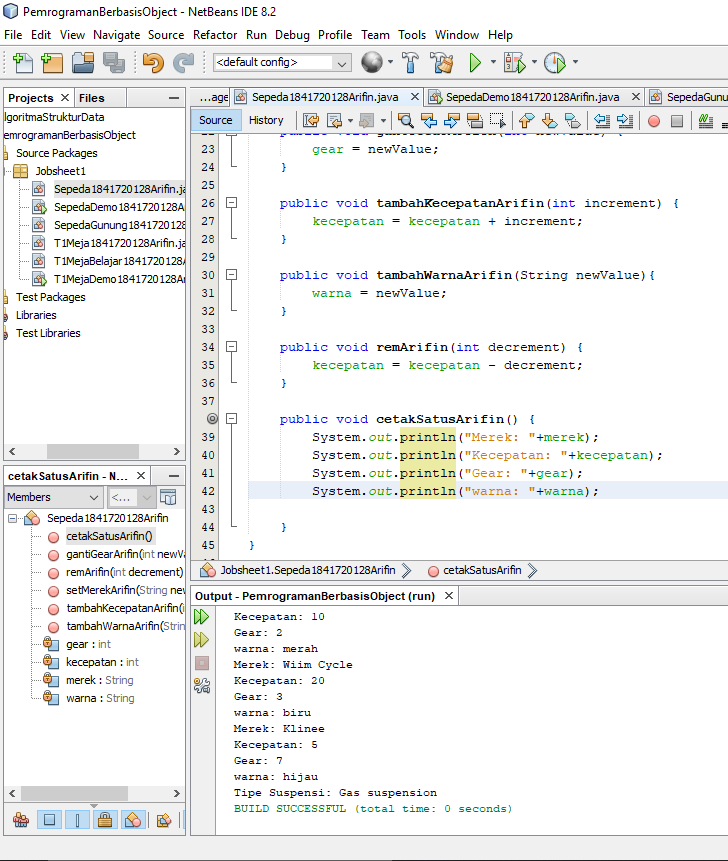 PemrogramanBerbasisObject - NetBeans IDE 8.2
File Edit View Navigate Source Refactor Run Debug Profile Team Tools Window Help
<default config>
Projects Files
...age Sepeda1841720128Arifin.java SepedaDemo1841720128Arifin.java SepedaGunu
Source History
lgoritmaStrukturData
emrogramanBerbasisObject
Source Packages
Jobsheet1
Sepeda1841720128Arifin.ja
SepedaDemo1841720128A
SepedaGunung1841720128
T1Meja1841720128Arifin.ja
T1MejaBelajar1841720128
T1MejaDemo1841720128A
Test Packages
Libraries
Test Libraries
23 gear = newValue;
24 }
25
26 public void tambahKecepatanArifin(int increment) {
27 kecepatan = kecepatan + increment;
28 }
29
30 public void tambahWarnaArifin(String newValue){
31 warna = newValue;
32 }
33
34 public void remArifin(int decrement) {
35 kecepatan = kecepatan - decrement;
36 }
37
public void cetakSatusArifin() {
39 System.out.println("Merek: "+merek);
40 System.out.println("Kecepatan: "+kecepatan);
41 System.out.println("Gear: "+gear);
42 System.out.println("warna: "+warna);
43
44 }
45 }
Jobsheet1.Sepeda1841720128Arifin cetakSatusArifin
cetakSatusArifin - N...
Members <...
Sepeda1841720128Arifin
cetakSatusArifin()
gantiGearArifin(int newVa
remArifin(int decrement)
setMerekArifin(String nev
tambahKecepatanArifin(i
tambahWarnaArifin(Strin
gear : int
kecepatan : int
merek : String
warna : String
Output - PemrogramanBerbasisObject (run)
Kecepatan: 10
Gear: 2
warna: merah
Merek: Wiim Cycle
Kecepatan: 20
Gear: 3
warna: biru
Merek: Klinee
Kecepatan: 5
Gear: 7
warna: hijau
Tipe Suspensi: Gas suspension
BUILD SUCCESSFUL (total time: 0 seconds)